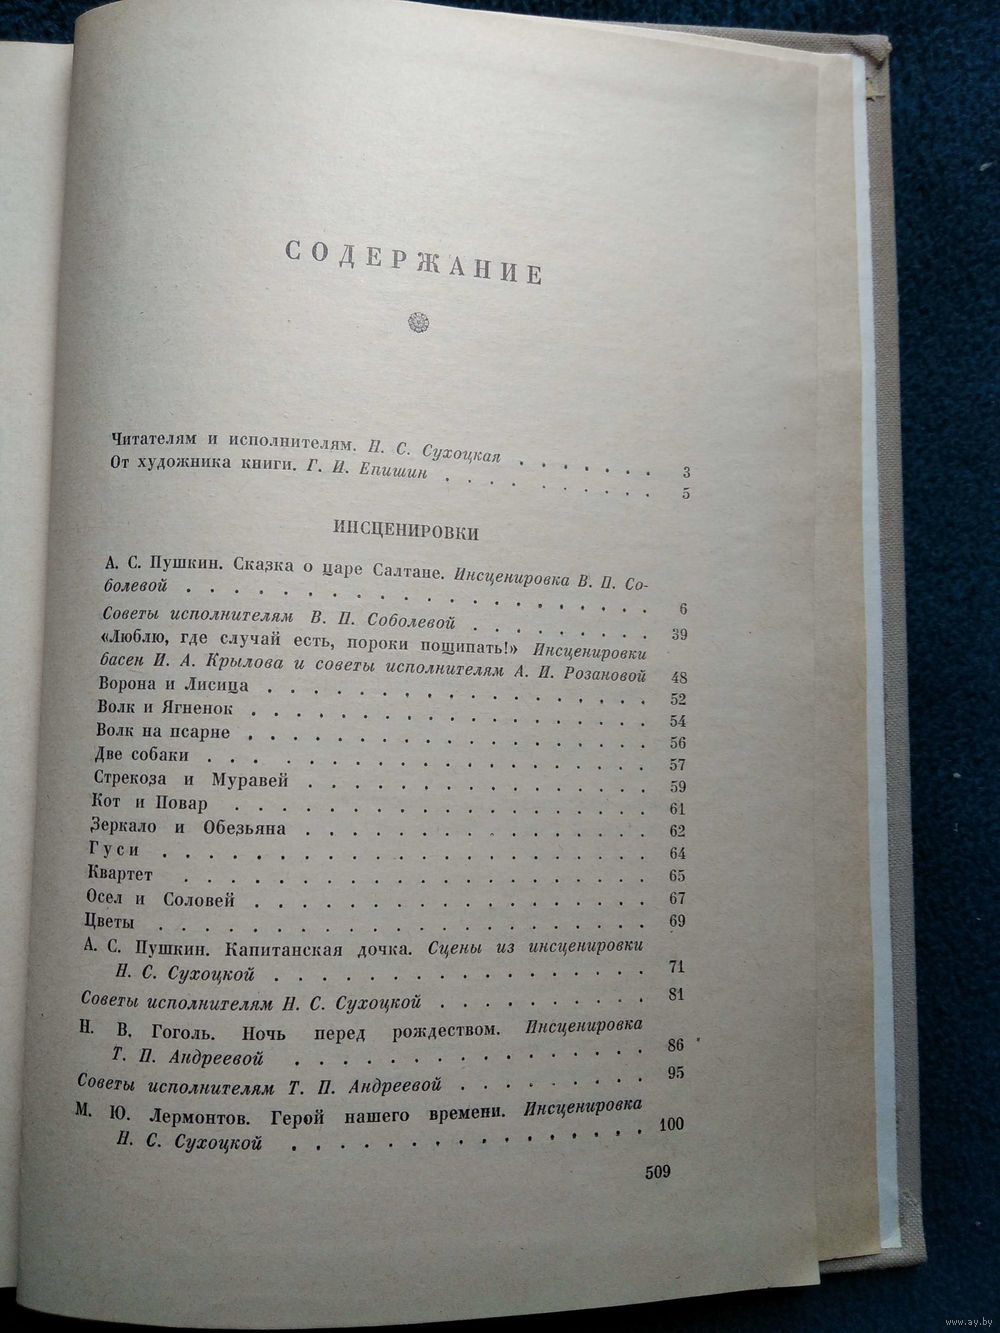 СОДЕРЖАНИЕ
Читателям и исполнителям. Н. С. Сухоцкая . . . . . . . 3
От художника книги. Г. И. Епишин . . . . . . . . . 5
ИНСЦЕНИРОВКИ
А. С. Пушкин. Сказка о царе Салтане. Инсценировка В. П. Со-
болевой . . . . . . . . . . . . . . . . . . . . 6
Советы исполнителям В. П. Соболевой . . . . . . . . 39
«Люблю, где случай есть, пороки пощипать!» Инсценировки
басен И. А. Крылова и советы исполнителям А. И. Розановой 48
Ворона и Лисица . . . . . . . . . . . . . . . . . 52
Волк и Ягненок . . . . . . . . . . . . . . . . . . 54
Волк на псарне . . . . . . . . . . . . . . . . . . 56
Две собаки . . . . . . . . . . . . . . . . . . . . 57
Стрекоза и Муравей . . . . . . . . . . . . . . . 59
Кот и Повар . . . . . . . . . . . . . . . . . . 61
Зеркало и Обезьяна . . . . . . . . . . . . . . . 62
Гуси . . . . . . . . . . . . . . . . . . . . . 64
Квартет . . . . . . . . . . . . . . . . . . . . 65
Осел и Соловей . . . . . . . . . . . . . . . . . 67
Цветы . . . . . . . . . . . . . . . . . . . . . 69
А. С. Пушкин. Капитанская дочка. Сцены из инсценировки
Н. С. Сухоцкой . . . . . . . . . . . . . . . . 71
Советы исполнителям Н. С. Сухоцкой . . . . . . . . . 81
Н. В. Гоголь. Ночь перед рождеством. Инсценировка
Т. П. Андреевой . . . . . . . . . . . . . . . 86
Советы исполнителям Т. П. Андреевой . . . . . . . . 95
М. Ю. Лермонтов. Герой нашего времени. Инсценировка
Н. С. Сухоцкой . . . . . . . . . . . . . . . 100
509
www.ay.by